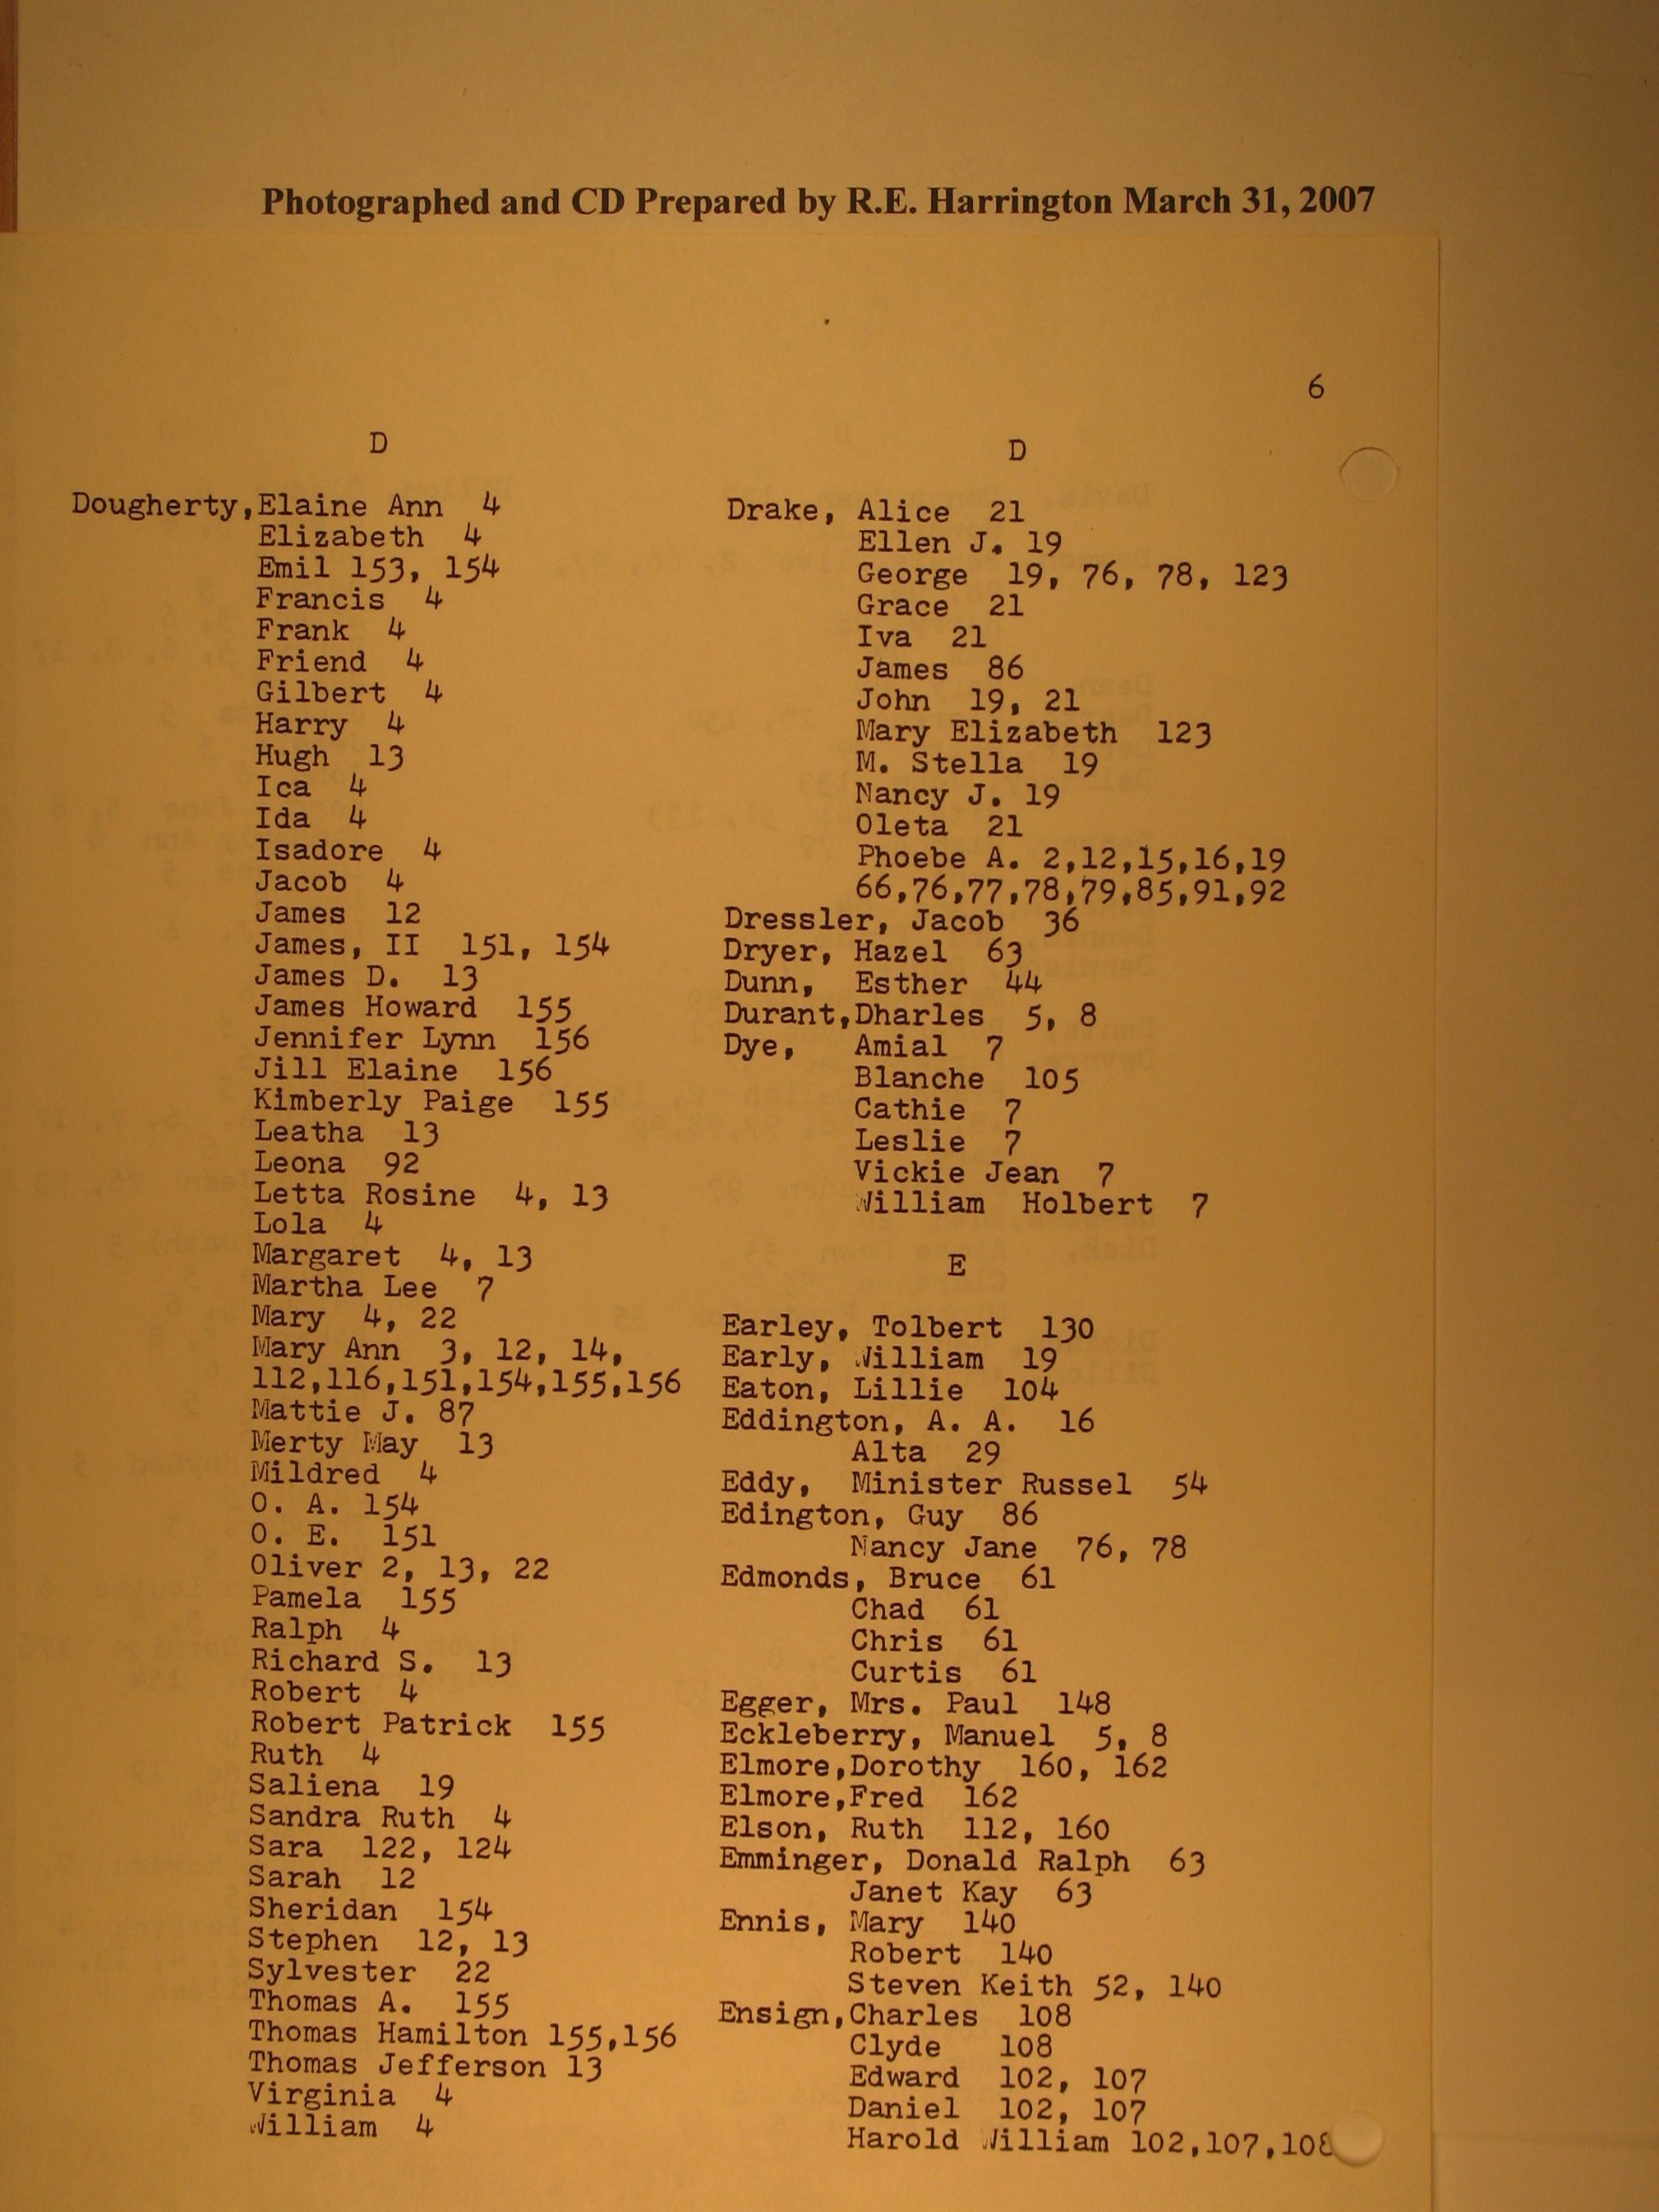 Photographed and CD Prepared by R.E. Harrington March 31, 2007
6
D
Dougherty,Elaine Ann 4
Elizabeth 4
Emil 153, 154
Francis 4
Frank 4
Friend 4
Gilbert 4
Harry 4
Hugh 13
Ica 4
Ida 4
Isadore 4
Jacob 4
James 12
James, II 151, 154
James D. 13
James Howard 155
Jennifer Lynn 156
Jill Elaine 156
Kimberly Paige 155
Leatha 13
Leona 92
Letta Rosine 4, 13
Lola 4
Margaret 4, 13
Martha Lee 7
Mary 4, 22
Mary Ann 3, 12, 14,
112,116,151,154,155,156
Mattie J. 87
Merty May 13
Mildred 4
O. A. 154
O. E. 151
Oliver 2, 13, 22
Pamela 155
Ralph 4
Richard S. 13
Robert 4
Robert Patrick 155
Ruth 4
Saliena 19
Sandra Ruth 4
Sara 122, 124
Sarah 12
Sheridan 154
Stephen 12, 13
Sylvester 22
Thomas A. 155
Thomas Hamilton 155,156
Thomas Jefferson 13
Virginia 4
William 4
D
Drake, Alice 21
Ellen J. 19
George 19, 76, 78, 123
Grace 21
Iva 21
James 86
John 19, 21
Mary Elizabeth 123
M. Stella 19
Nancy J. 19
Oleta 21
Phoebe A. 2,12,15,16,19
66,76,77,78,79,85,91,92
Dressler, Jacob 36
Dryer, Hazel 63
Dunn, Esther 44
Durant,Dharles 5, 8
Dye, Amial 7
Blanche 105
Cathie 7
Leslie 7
Vickie Jean 7
William Holbert 7
E
Earley, Tolbert 130
Early, William 19
Eaton, Lillie 104
Eddington, A. A. 16
Alta 29
Eddy, Minister Russel 54
Edington, Guy 86
Nancy Jane 76, 78
Edmonds, Bruce 61
Chad 61
Chris 61
Curtis 61
Egger, Mrs. Paul 148
Eckleberry, Manuel 5, 8
Elmore,Dorothy 160, 162
Elmore,Fred 162
Elson, Ruth 112, 160
Emminger, Donald Ralph 63
Janet Kay 63
Ennis, Mary 140
Robert 140
Steven Keith 52, 140
Ensign,Charles 108
Clyde 108
Edward 102, 107
Daniel 102, 107
Harold William 102,107,108